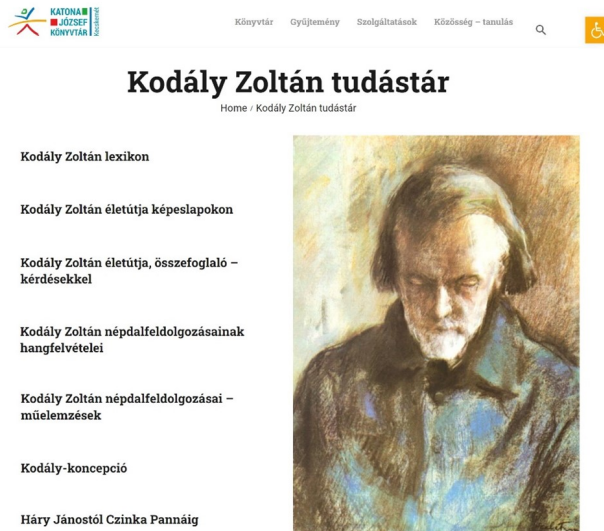 KATONA
JÓZSEF
KÖNYVTÁR
Kecskemét
Könyvtár Gyűjtemény Szolgáltatások Közösség – tanulás
Kodály Zoltán tudástár
Home / Kodály Zoltán tudástár
Kodály Zoltán lexikon
Kodály Zoltán életútja képeslapokon
Kodály Zoltán életútja, összefoglaló –
kérdésekkel
Kodály Zoltán népdalfeldolgozásainak
hangfelvételei
Kodály Zoltán népdalfeldolgozásai –
műelemzések
Kodály-koncepció
Háry Jánostól Czinka Pannáig